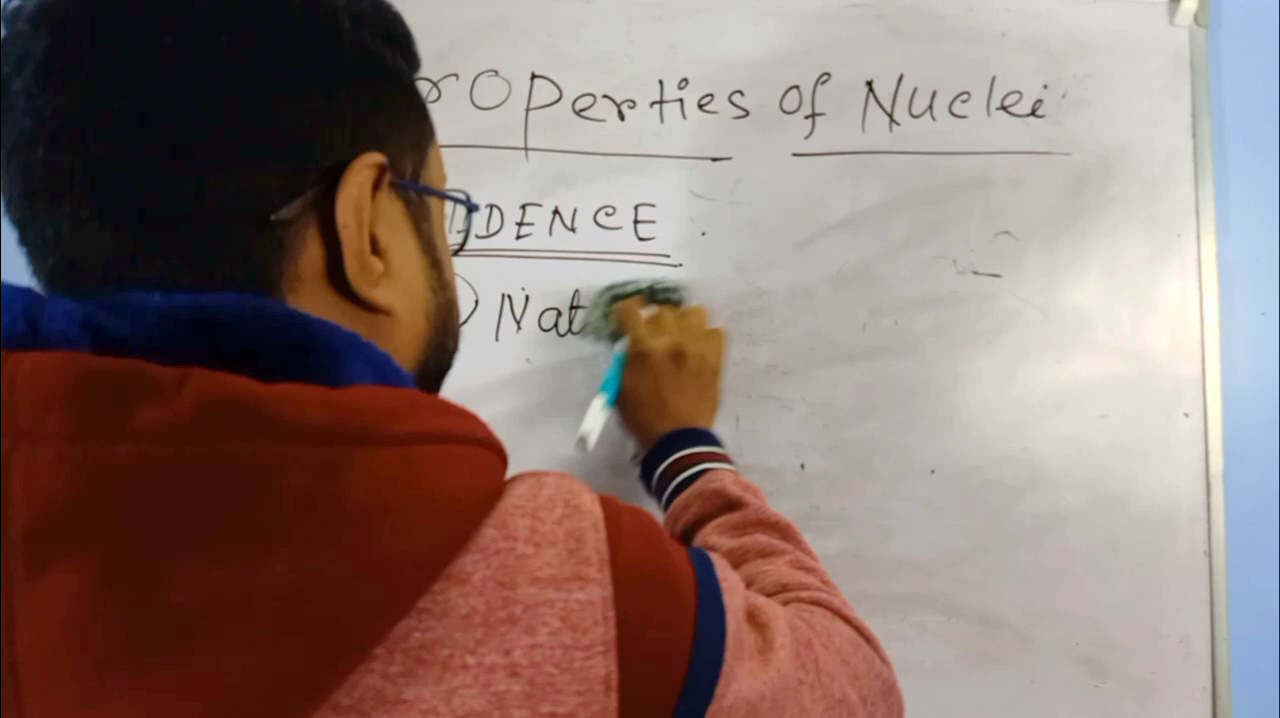 rOperties of Nuclei
DENCE
) Nat